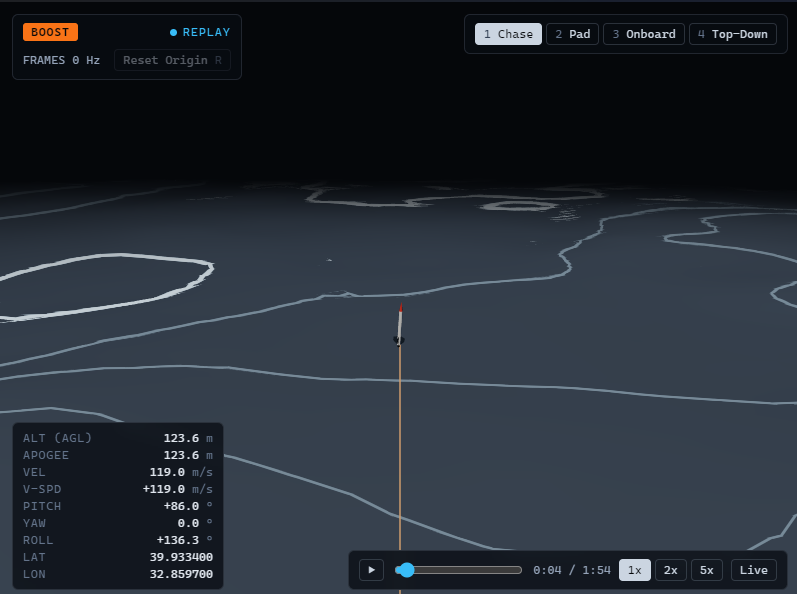 BOOST REPLAY
FRAMES 0 Hz Reset Origin R
1 Chase 2 Pad 3 Onboard 4 Top-Down
ALT (AGL) 123.6 m
APOGEE 123.6 m
VEL 119.0 m/s
V-SPD +119.0 m/s
PITCH +86.0 °
YAW 0.0 °
ROLL +136.3 °
LAT 39.933400
LON 32.859700
0:04 / 1:54 1x 2x 5x Live